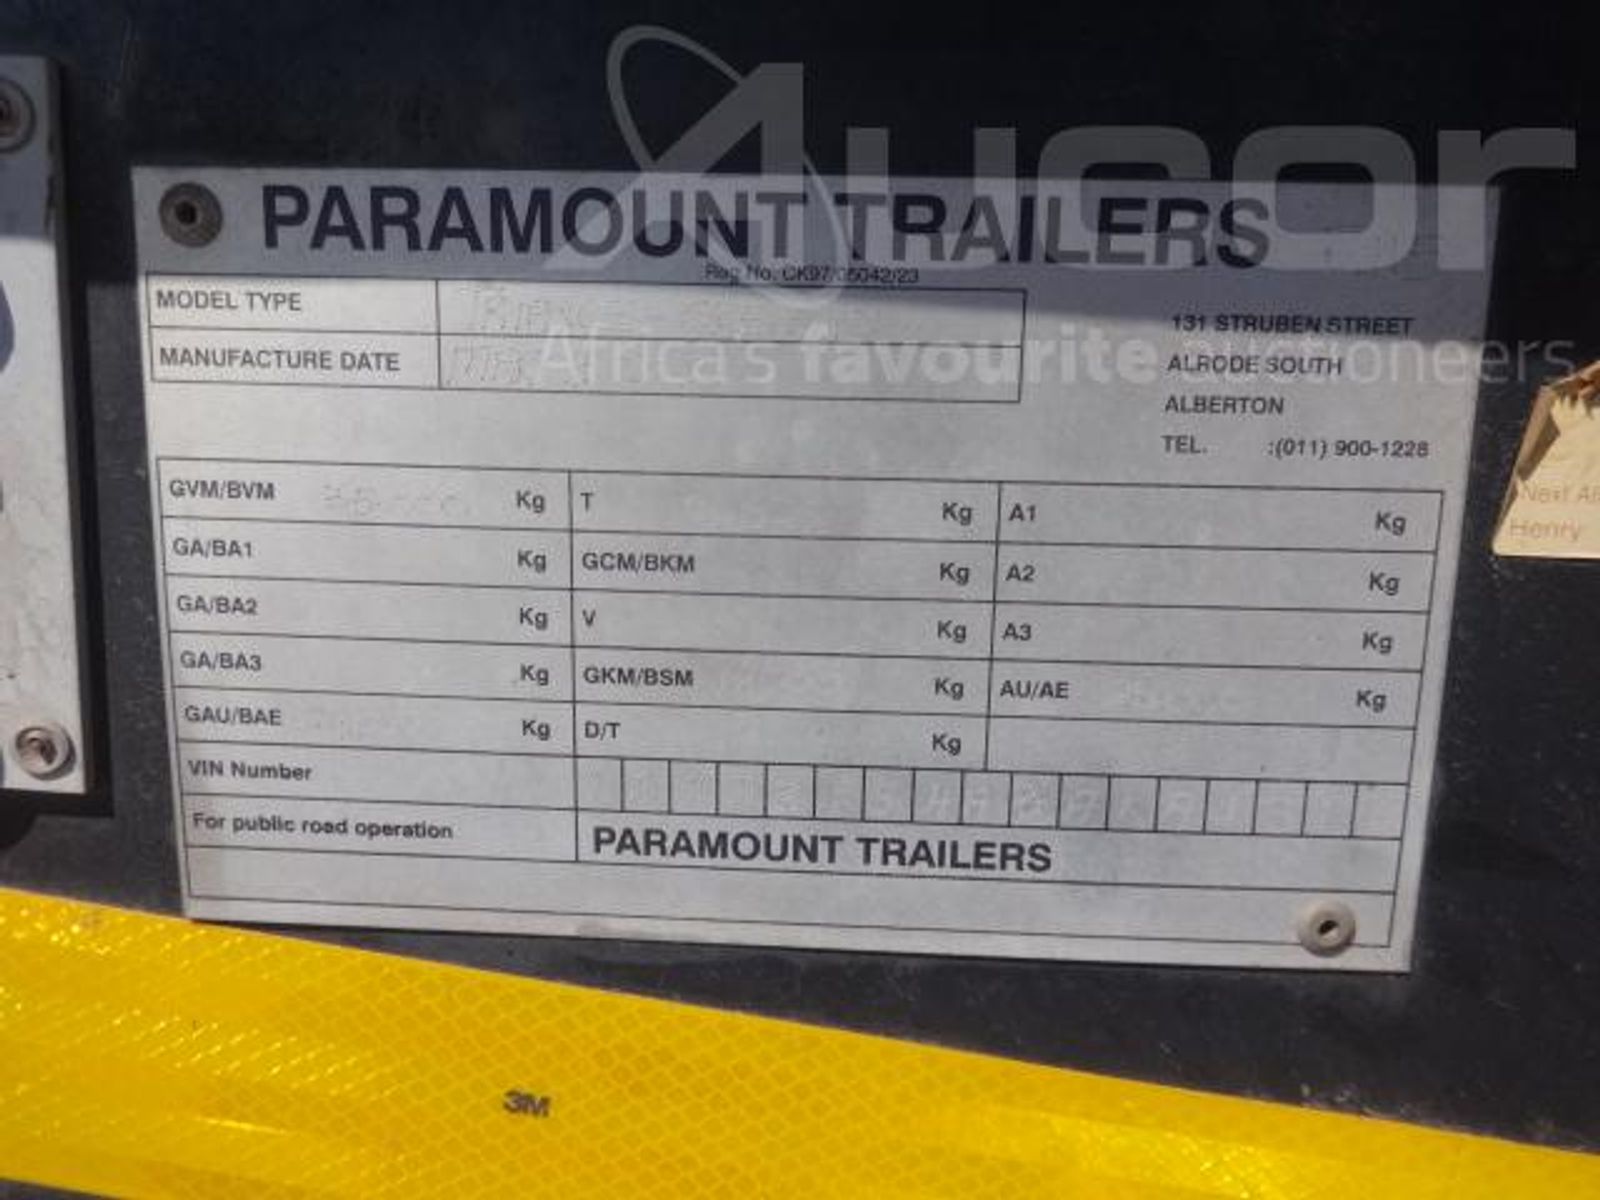 Aucor
Africa's favourite auctioneers
PARAMOUNT TRAILERS
Reg No. CK97/05042/23
MODEL TYPE
MANUFACTURE DATE
131 STRUBEN STREET
ALRODE SOUTH
ALBERTON
TEL. :(011) 900-1228
GVM/BVM Kg T Kg A1 Kg
GA/BA1 Kg GCM/BKM Kg A2 Kg
GA/BA2 Kg V Kg A3 Kg
GA/BA3 Kg GKM/BSM Kg AU/AE Kg
GAU/BAE Kg D/T Kg
VIN Number
For public road operation PARAMOUNT TRAILERS
Next
Henry
3M